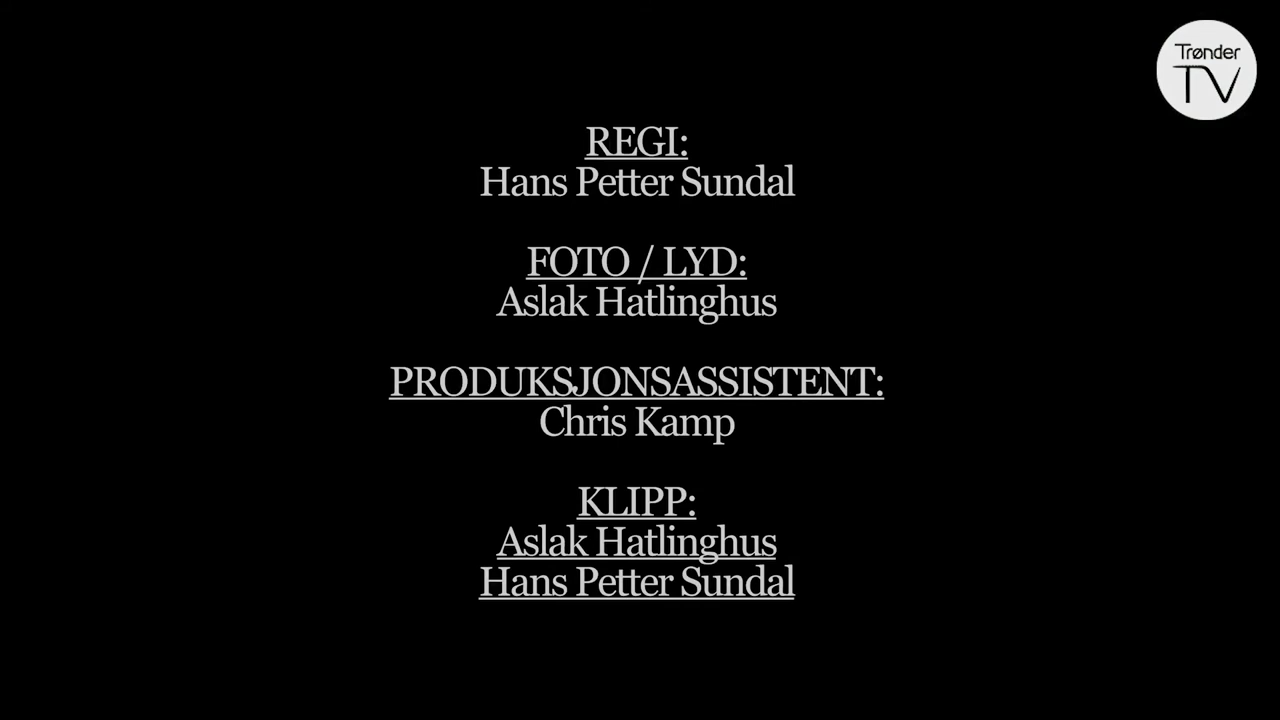 Trønder
TV
REGI:
Hans Petter Sundal
FOTO / LYD:
Aslak Hatlinghus
PRODUKSJONSASSISTENT:
Chris Kamp
KLIPP:
Aslak Hatlinghus
Hans Petter Sundal